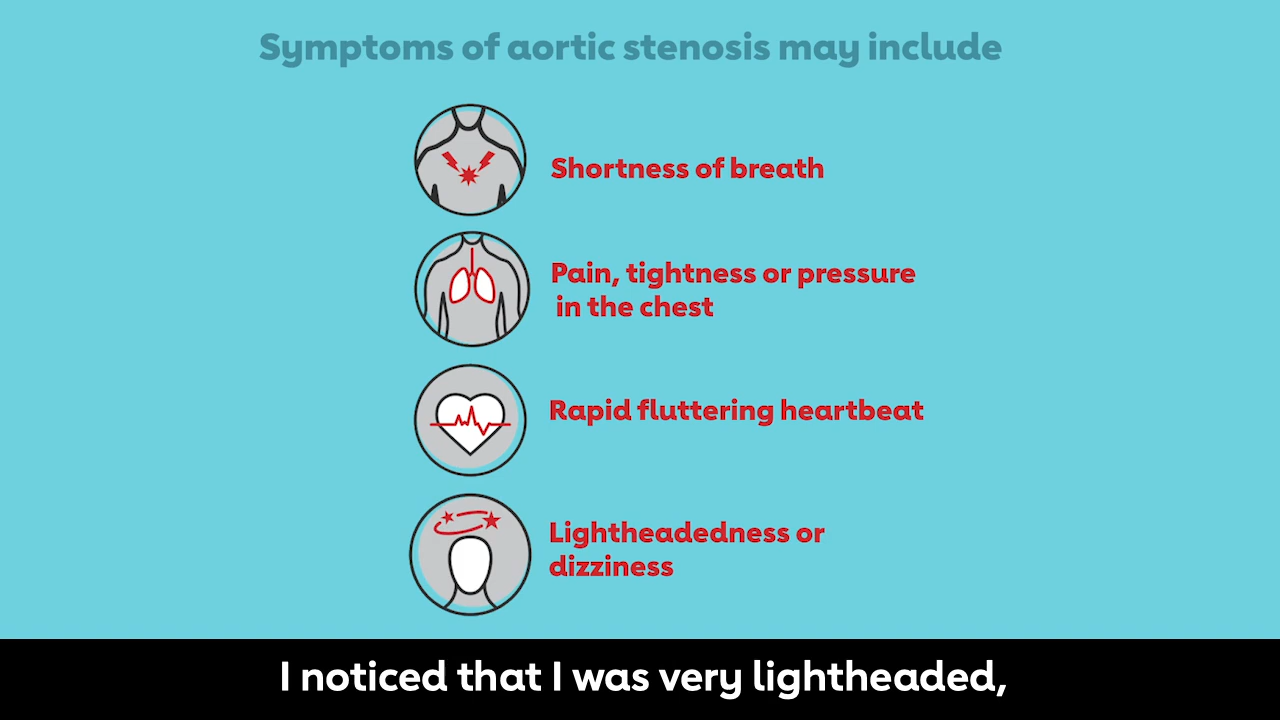 Symptoms of aortic stenosis may include
Shortness of breath
Pain, tightness or pressure
in the chest
Rapid fluttering heartbeat
Lightheadedness or
dizziness
I noticed that I was very lightheaded,